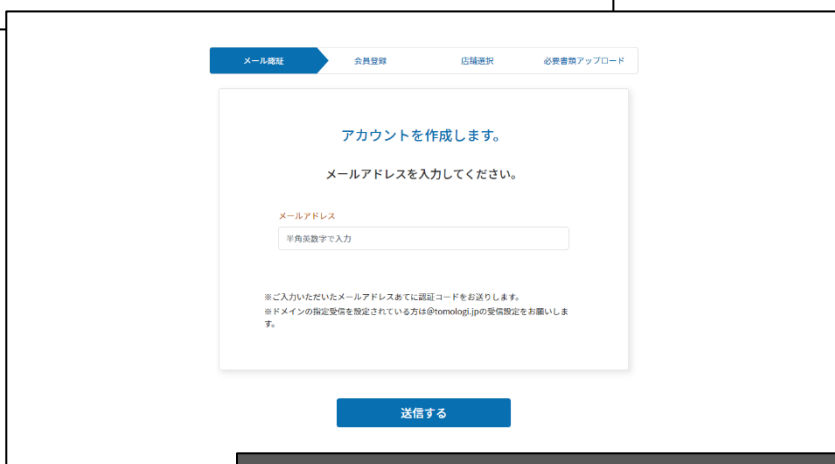 メール認証 会員登録 店舗選択 必要書類アップロード
アカウントを作成します。
メールアドレスを入力してください。
メールアドレス
半角英数字で入力
※ご入力いただいたメールアドレスあてに認証コードをお送りします。
※ドメインの指定受信を設定されている方は@tomologi.jpの受信設定をお願いしま
す。
送信する